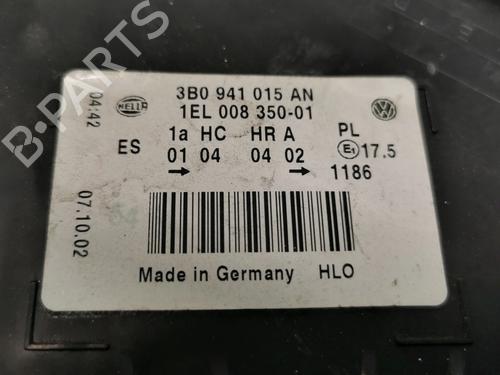 3B0 941 015 AN
1EL 008 350-01
04:42
HELLA
ES
1a HC HR A
PL
01 04 04 02
E1 17.5
→ → 1186
07.10.02
Made in Germany HLO
B-PARTS